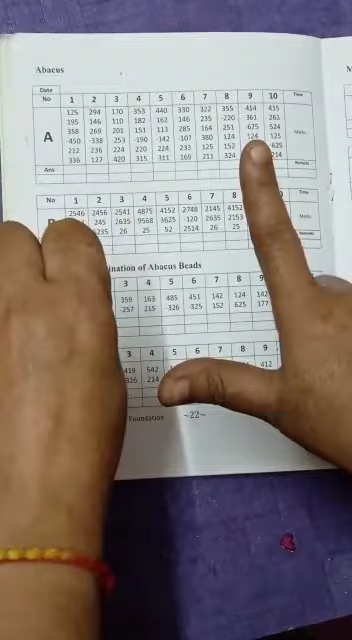 Abacus
Date
No 1 2 3 4 5 6 7 8 9 10 Time
125 294 170 353 440 330 322 355 414 415
195 146 110 182 162 146 235 -220 361 263
358 269 201 151 113 285 164 251 -625 524
A -450 -338 253 -190 -142 -107 380 124 124 125 Marks
212 236 224 220 224 233 125 152 -625
336 127 420 315 311 169 211 324 214
Ans Remarks
No 1 2 3 4 5 6 7 8 Time
2546 2456 2541 4875 4152 2748 2145 4152
245 2635 9568 3625 -120 2635 2153 Marks
26 25 52 2514 26 25
Remarks
ination of Abacus Beads
3 4 5 6 7 8 9
359 163 485 451 142 124 142
-257 215 -326 -325 152 625 177
3 4 5 6 7 8 9
419 542 412
326 214
Foundation ~22~